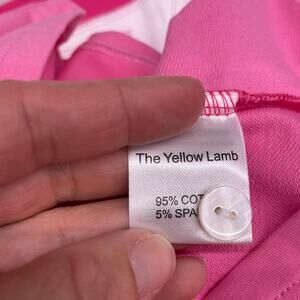 The Yellow Lamb
95% COT
5% SPA